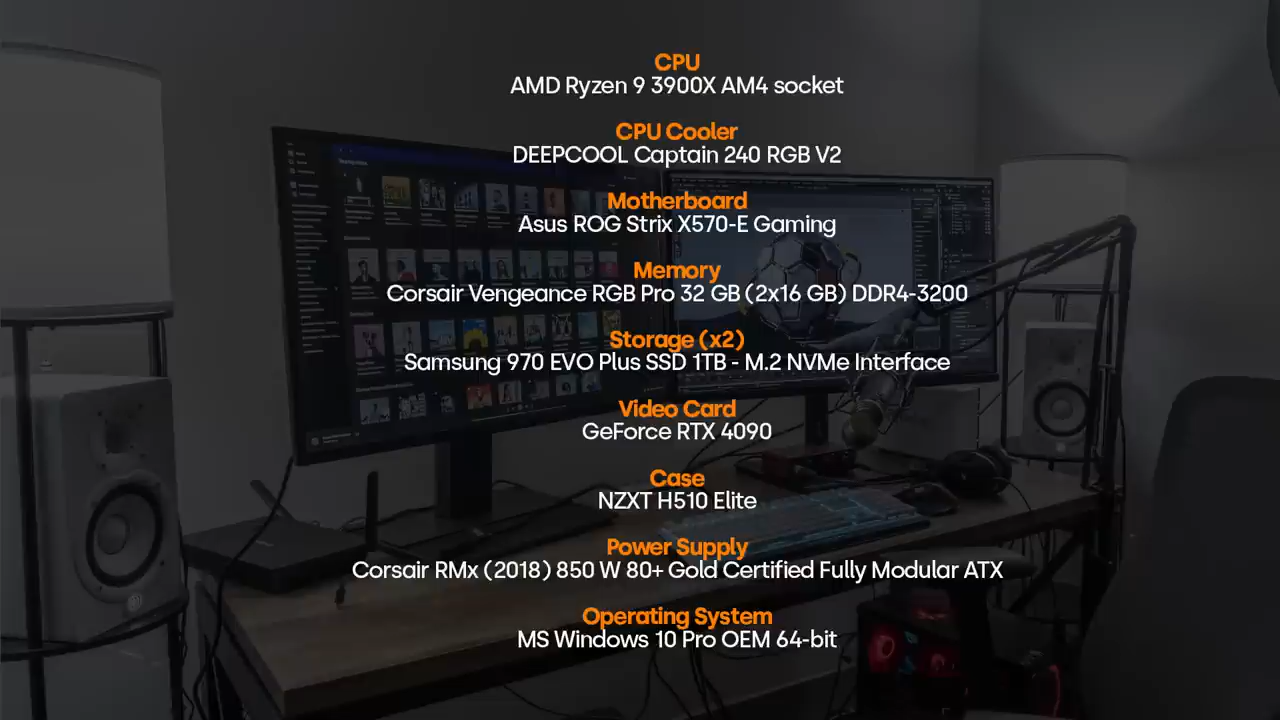 CPU
AMD Ryzen 9 3900X AM4 socket
CPU Cooler
DEEPCOOL Captain 240 RGB V2
Motherboard
Asus ROG Strix X570-E Gaming
Memory
Corsair Vengeance RGB Pro 32 GB (2x16 GB) DDR4-3200
Storage (x2)
Samsung 970 EVO Plus SSD 1TB - M.2 NVMe Interface
Video Card
GeForce RTX 4090
Case
NZXT H510 Elite
Power Supply
Corsair RMx (2018) 850 W 80+ Gold Certified Fully Modular ATX
Operating System
MS Windows 10 Pro OEM 64-bit